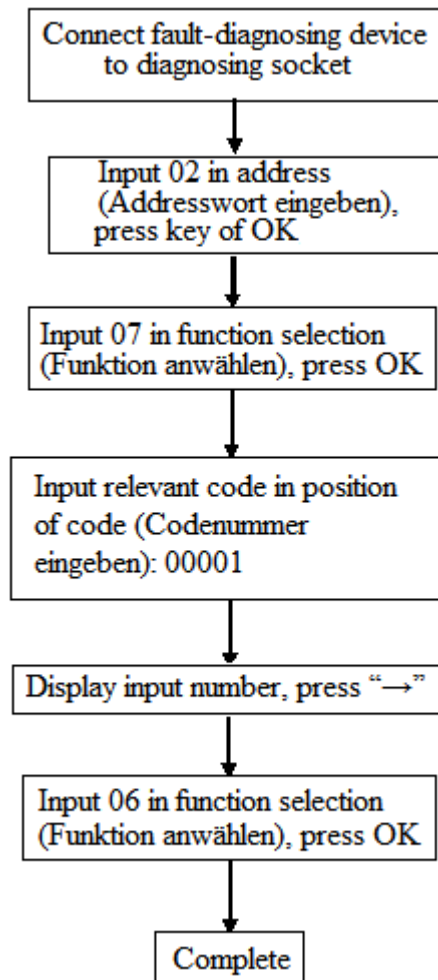 Connect fault-diagnosing device
to diagnosing socket
Input 02 in address
(Addresswort eingeben),
press key of OK
Input 07 in function selection
(Funktion anwählen), press OK
Input relevant code in position
of code (Codenummer
eingeben): 00001
Display input number, press “→”
Input 06 in function selection
(Funktion anwählen), press OK
Complete